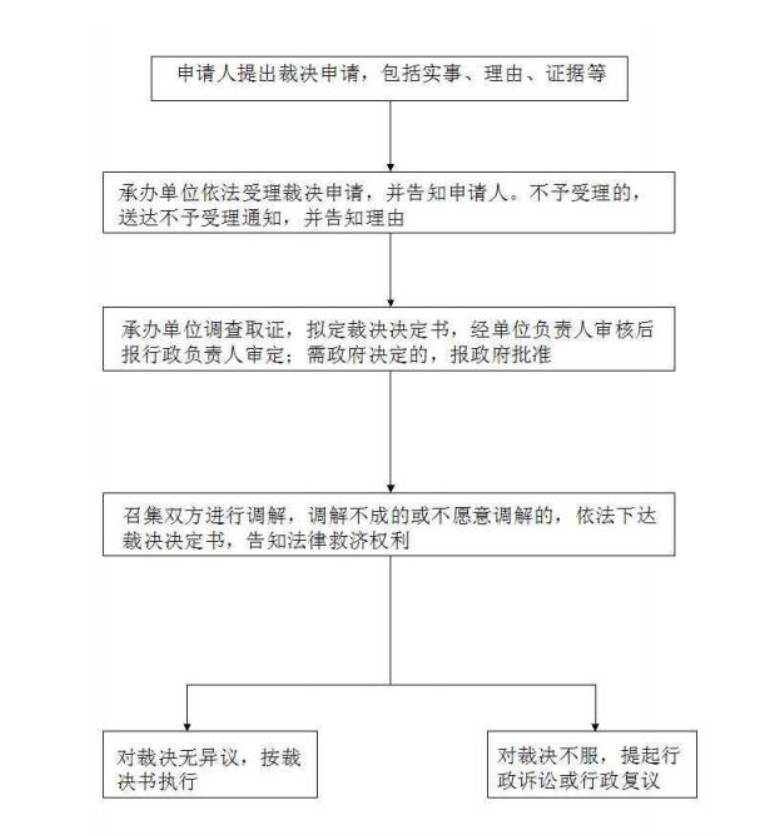 申请人提出裁决申请，包括实事、理由、证据等
承办单位依法受理裁决申请，并告知申请人。不予受理的，
送达不予受理通知，并告知理由
承办单位调查取证，拟定裁决决定书，经单位负责人审核后
报行政负责人审定；需政府决定的，报政府批准
召集双方进行调解，调解不成的或不愿意调解的，依法下达
裁决决定书，告知法律救济权利
对裁决无异议，按裁
决书执行
对裁决不服，提起行
政诉讼或行政复议